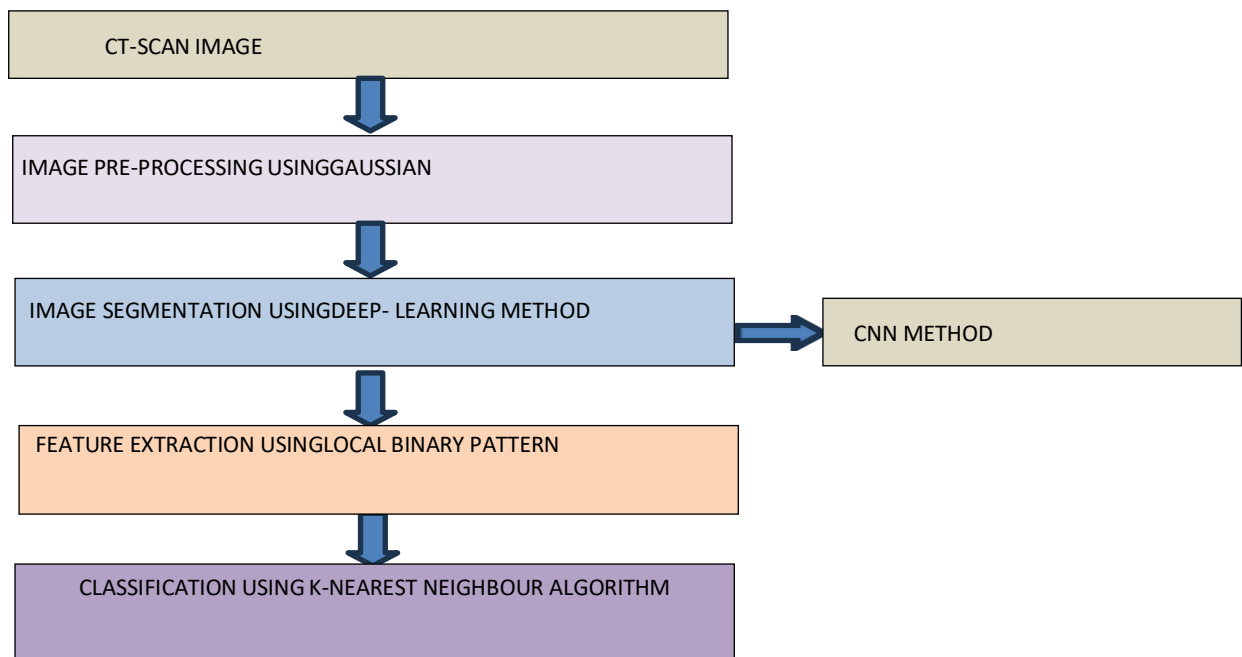 CT-SCAN IMAGE
IMAGE PRE-PROCESSING USINGGAUSSIAN
IMAGE SEGMENTATION USINGDEEP- LEARNING METHOD
CNN METHOD
FEATURE EXTRACTION USINGLOCAL BINARY PATTERN
CLASSIFICATION USING K-NEAREST NEIGHBOUR ALGORITHM